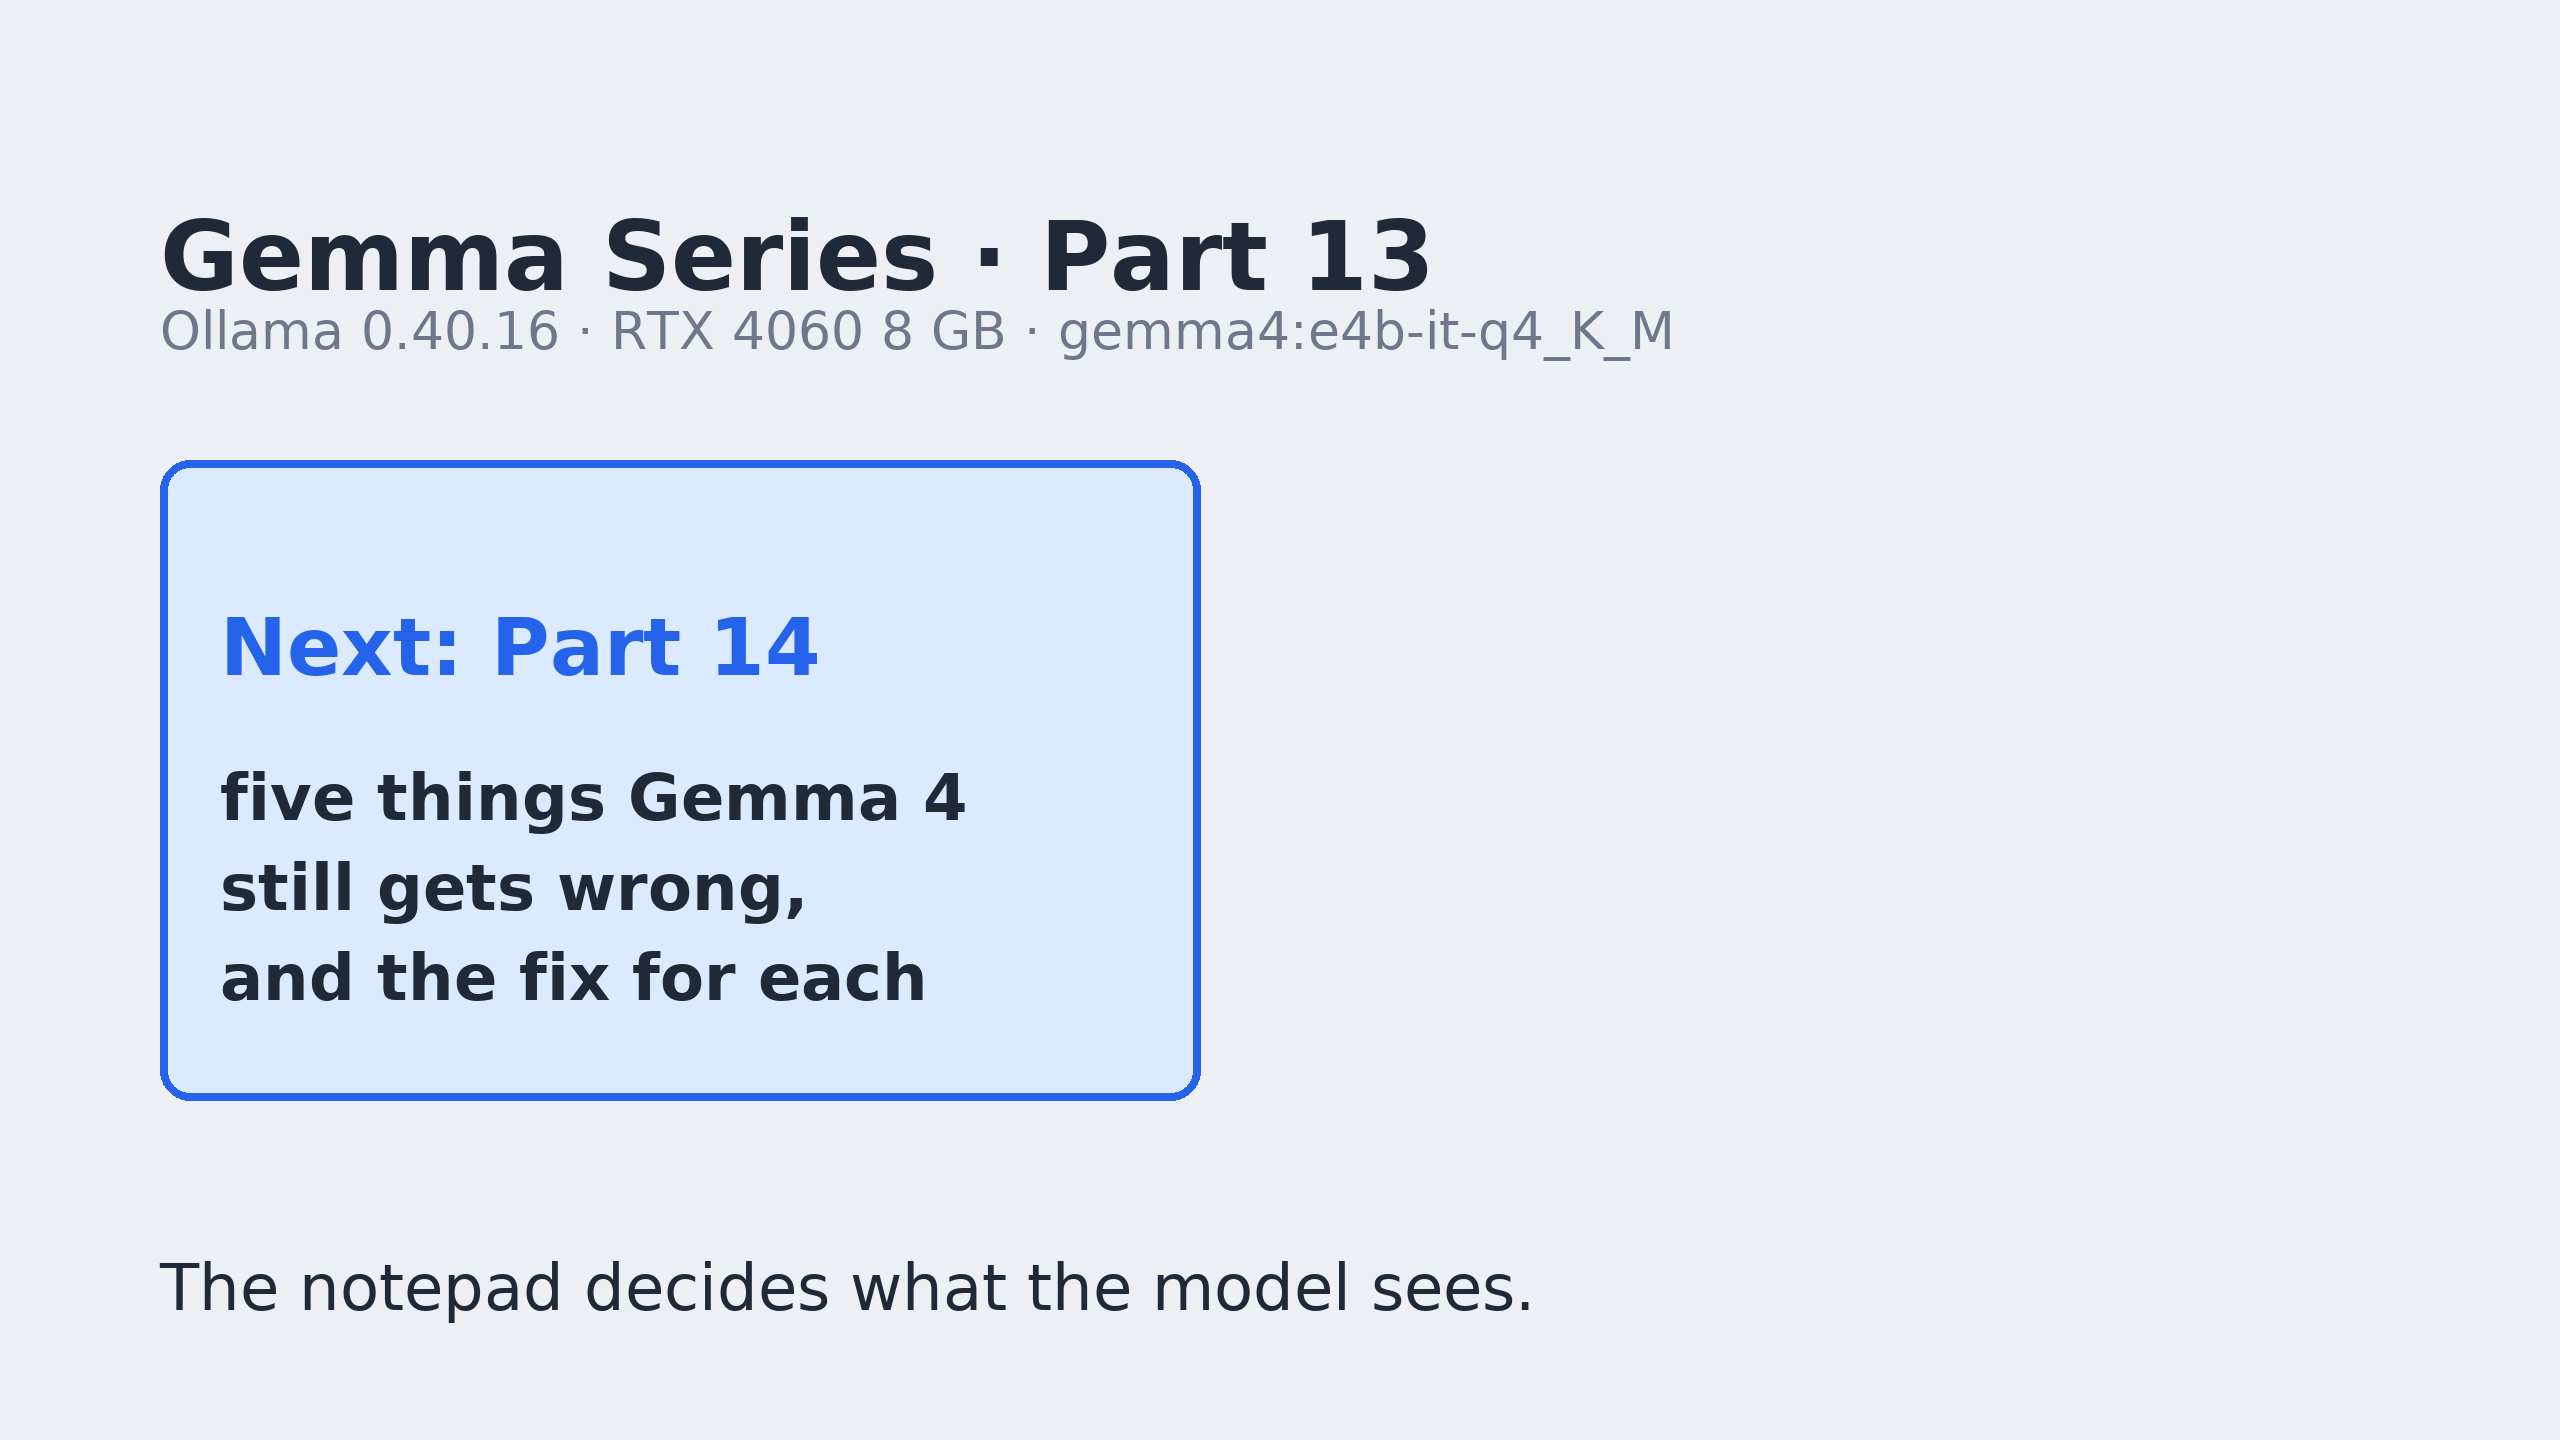 Gemma Series · Part 13
Ollama 0.40.16 · RTX 4060 8 GB · gemma4:e4b-it-q4_K_M
Next: Part 14
five things Gemma 4
still gets wrong,
and the fix for each
The notepad decides what the model sees.